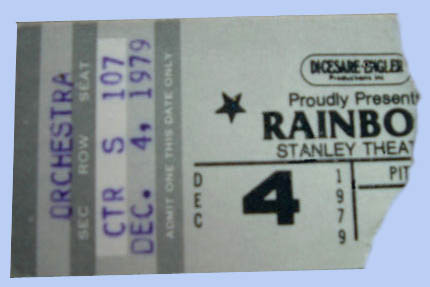 ORCHESTRA
SEC ROW SEAT
CTR S 107
DEC. 4, 1979
ADMIT ONE THIS DATE ONLY
DICESARE-ENGLER
Productions Inc
Proudly Present
RAINBO
STANLEY THEAT
DEC
4
1979
PIT